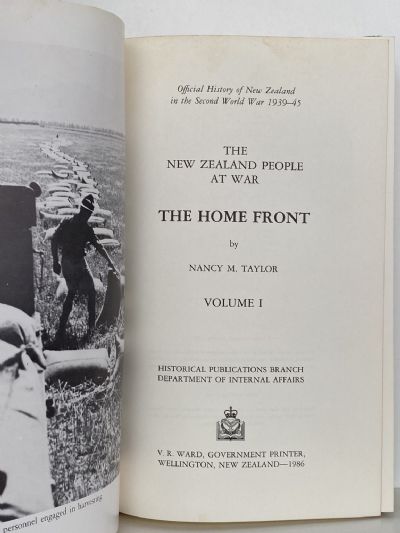 personnel engaged in harvesting
Official History of New Zealand
in the Second World War 1939–45
THE
NEW ZEALAND PEOPLE
AT WAR
THE HOME FRONT
by
NANCY M. TAYLOR
VOLUME I
HISTORICAL PUBLICATIONS BRANCH
DEPARTMENT OF INTERNAL AFFAIRS
V. R. WARD, GOVERNMENT PRINTER,
WELLINGTON, NEW ZEALAND—1986